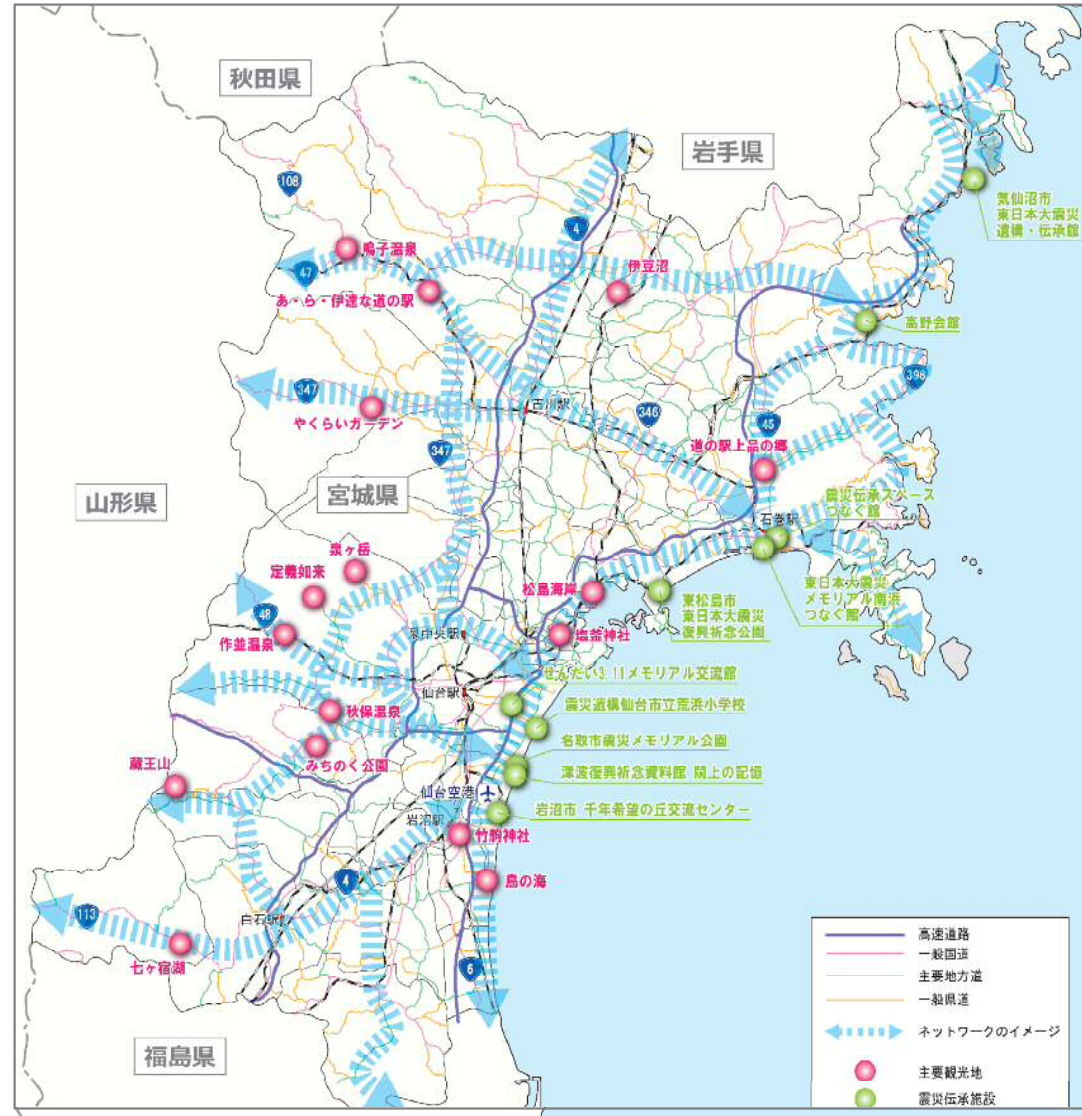 秋田県
岩手県
108
気仙沼市
東日本大震災
遺構・伝承館
4
鳴子温泉
47
伊豆沼
あ・ら・伊達な道の駅
高野会館
398
347
古川駅
346
45
やくらいガーデン
道の駅上品の郷
347
山形県
宮城県
震災伝承スペース
つなぐ館
石巻駅
泉ヶ岳
定義如来
松島海岸
東松島市
東日本大震災
復興祈念公園
東日本大震災
メモリアル南浜
つなぐ館
48
作並温泉
泉中央駅
塩釜神社
せんだい3.11メモリアル交流館
仙台駅
秋保温泉
震災遺構仙台市立荒浜小学校
みちのく公園
名取市震災メモリアル公園
蔵王山
津波復興祈念資料館 閖上の記憶
仙台空港
岩沼市 千年希望の丘交流センター
岩沼駅
竹駒神社
4
鳥の海
113
白石駅
七ヶ宿湖
6
福島県
高速道路
一般国道
主要地方道
一般県道
ネットワークのイメージ
主要観光地
震災伝承施設